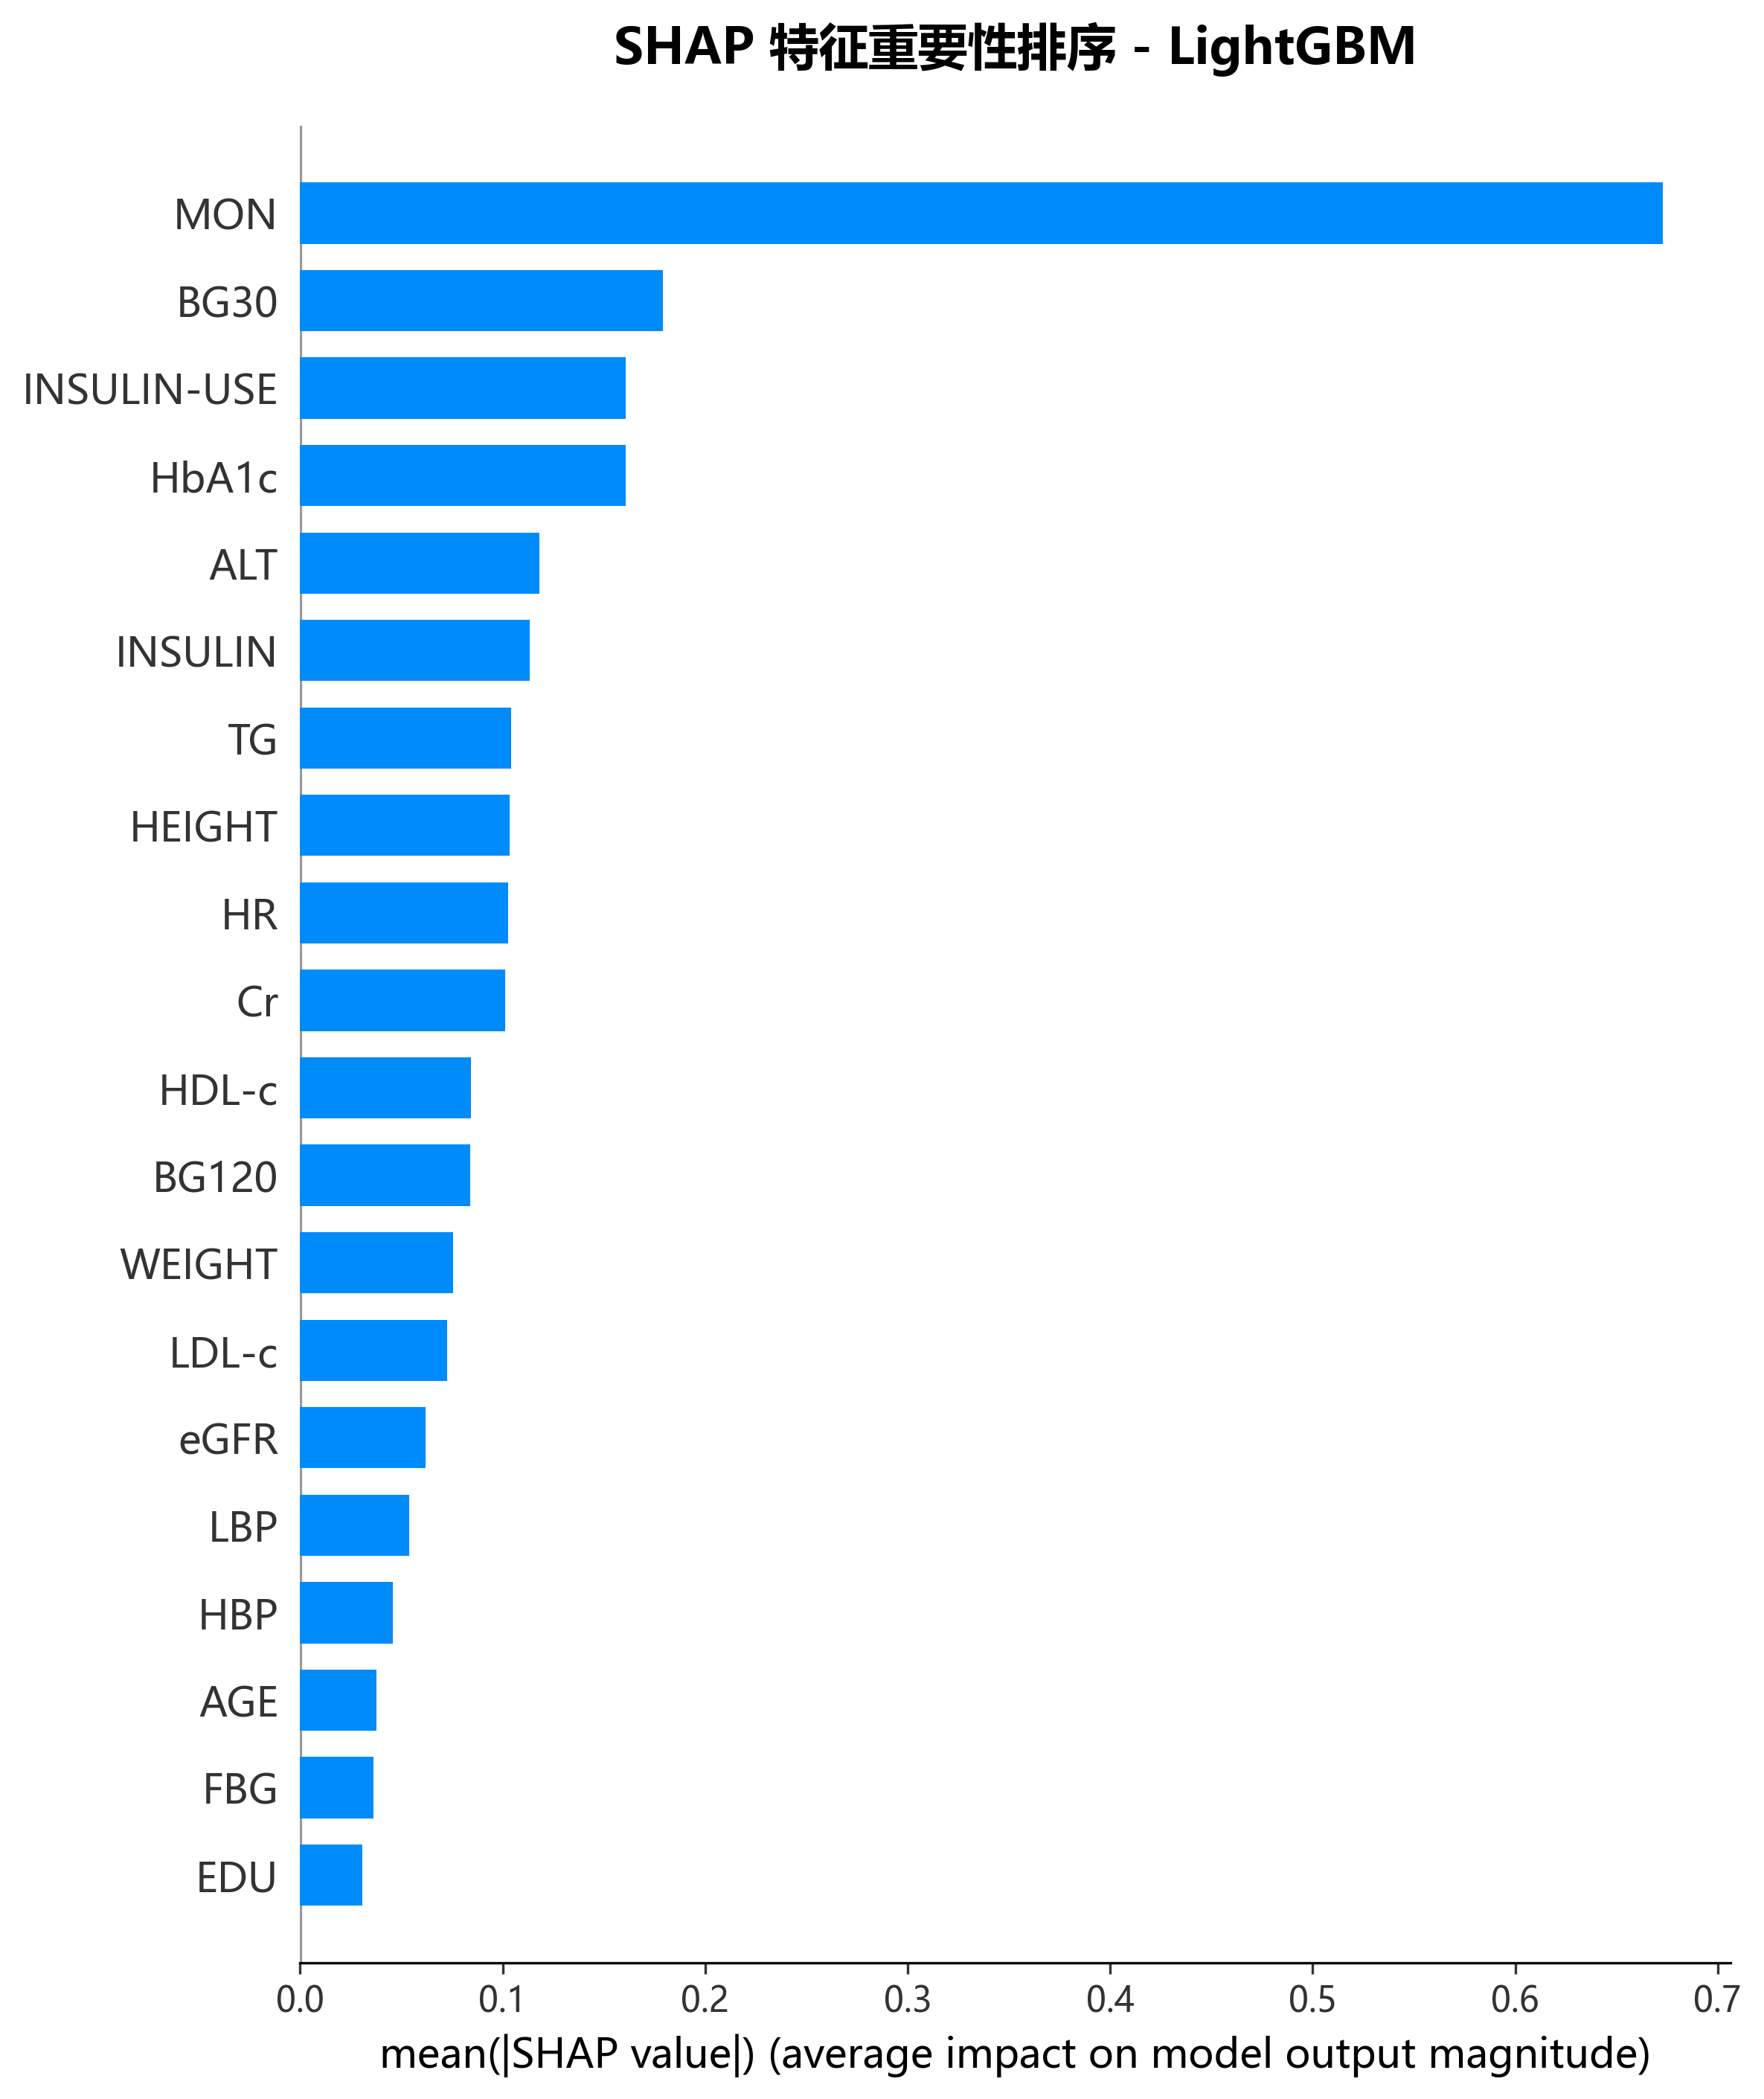 SHAP 特征重要性排序 - LightGBM
MON
BG30
INSULIN-USE
HbA1c
ALT
INSULIN
TG
HEIGHT
HR
Cr
HDL-c
BG120
WEIGHT
LDL-c
eGFR
LBP
HBP
AGE
FBG
EDU
0.0 0.1 0.2 0.3 0.4 0.5 0.6 0.7
mean(|SHAP value|) (average impact on model output magnitude)